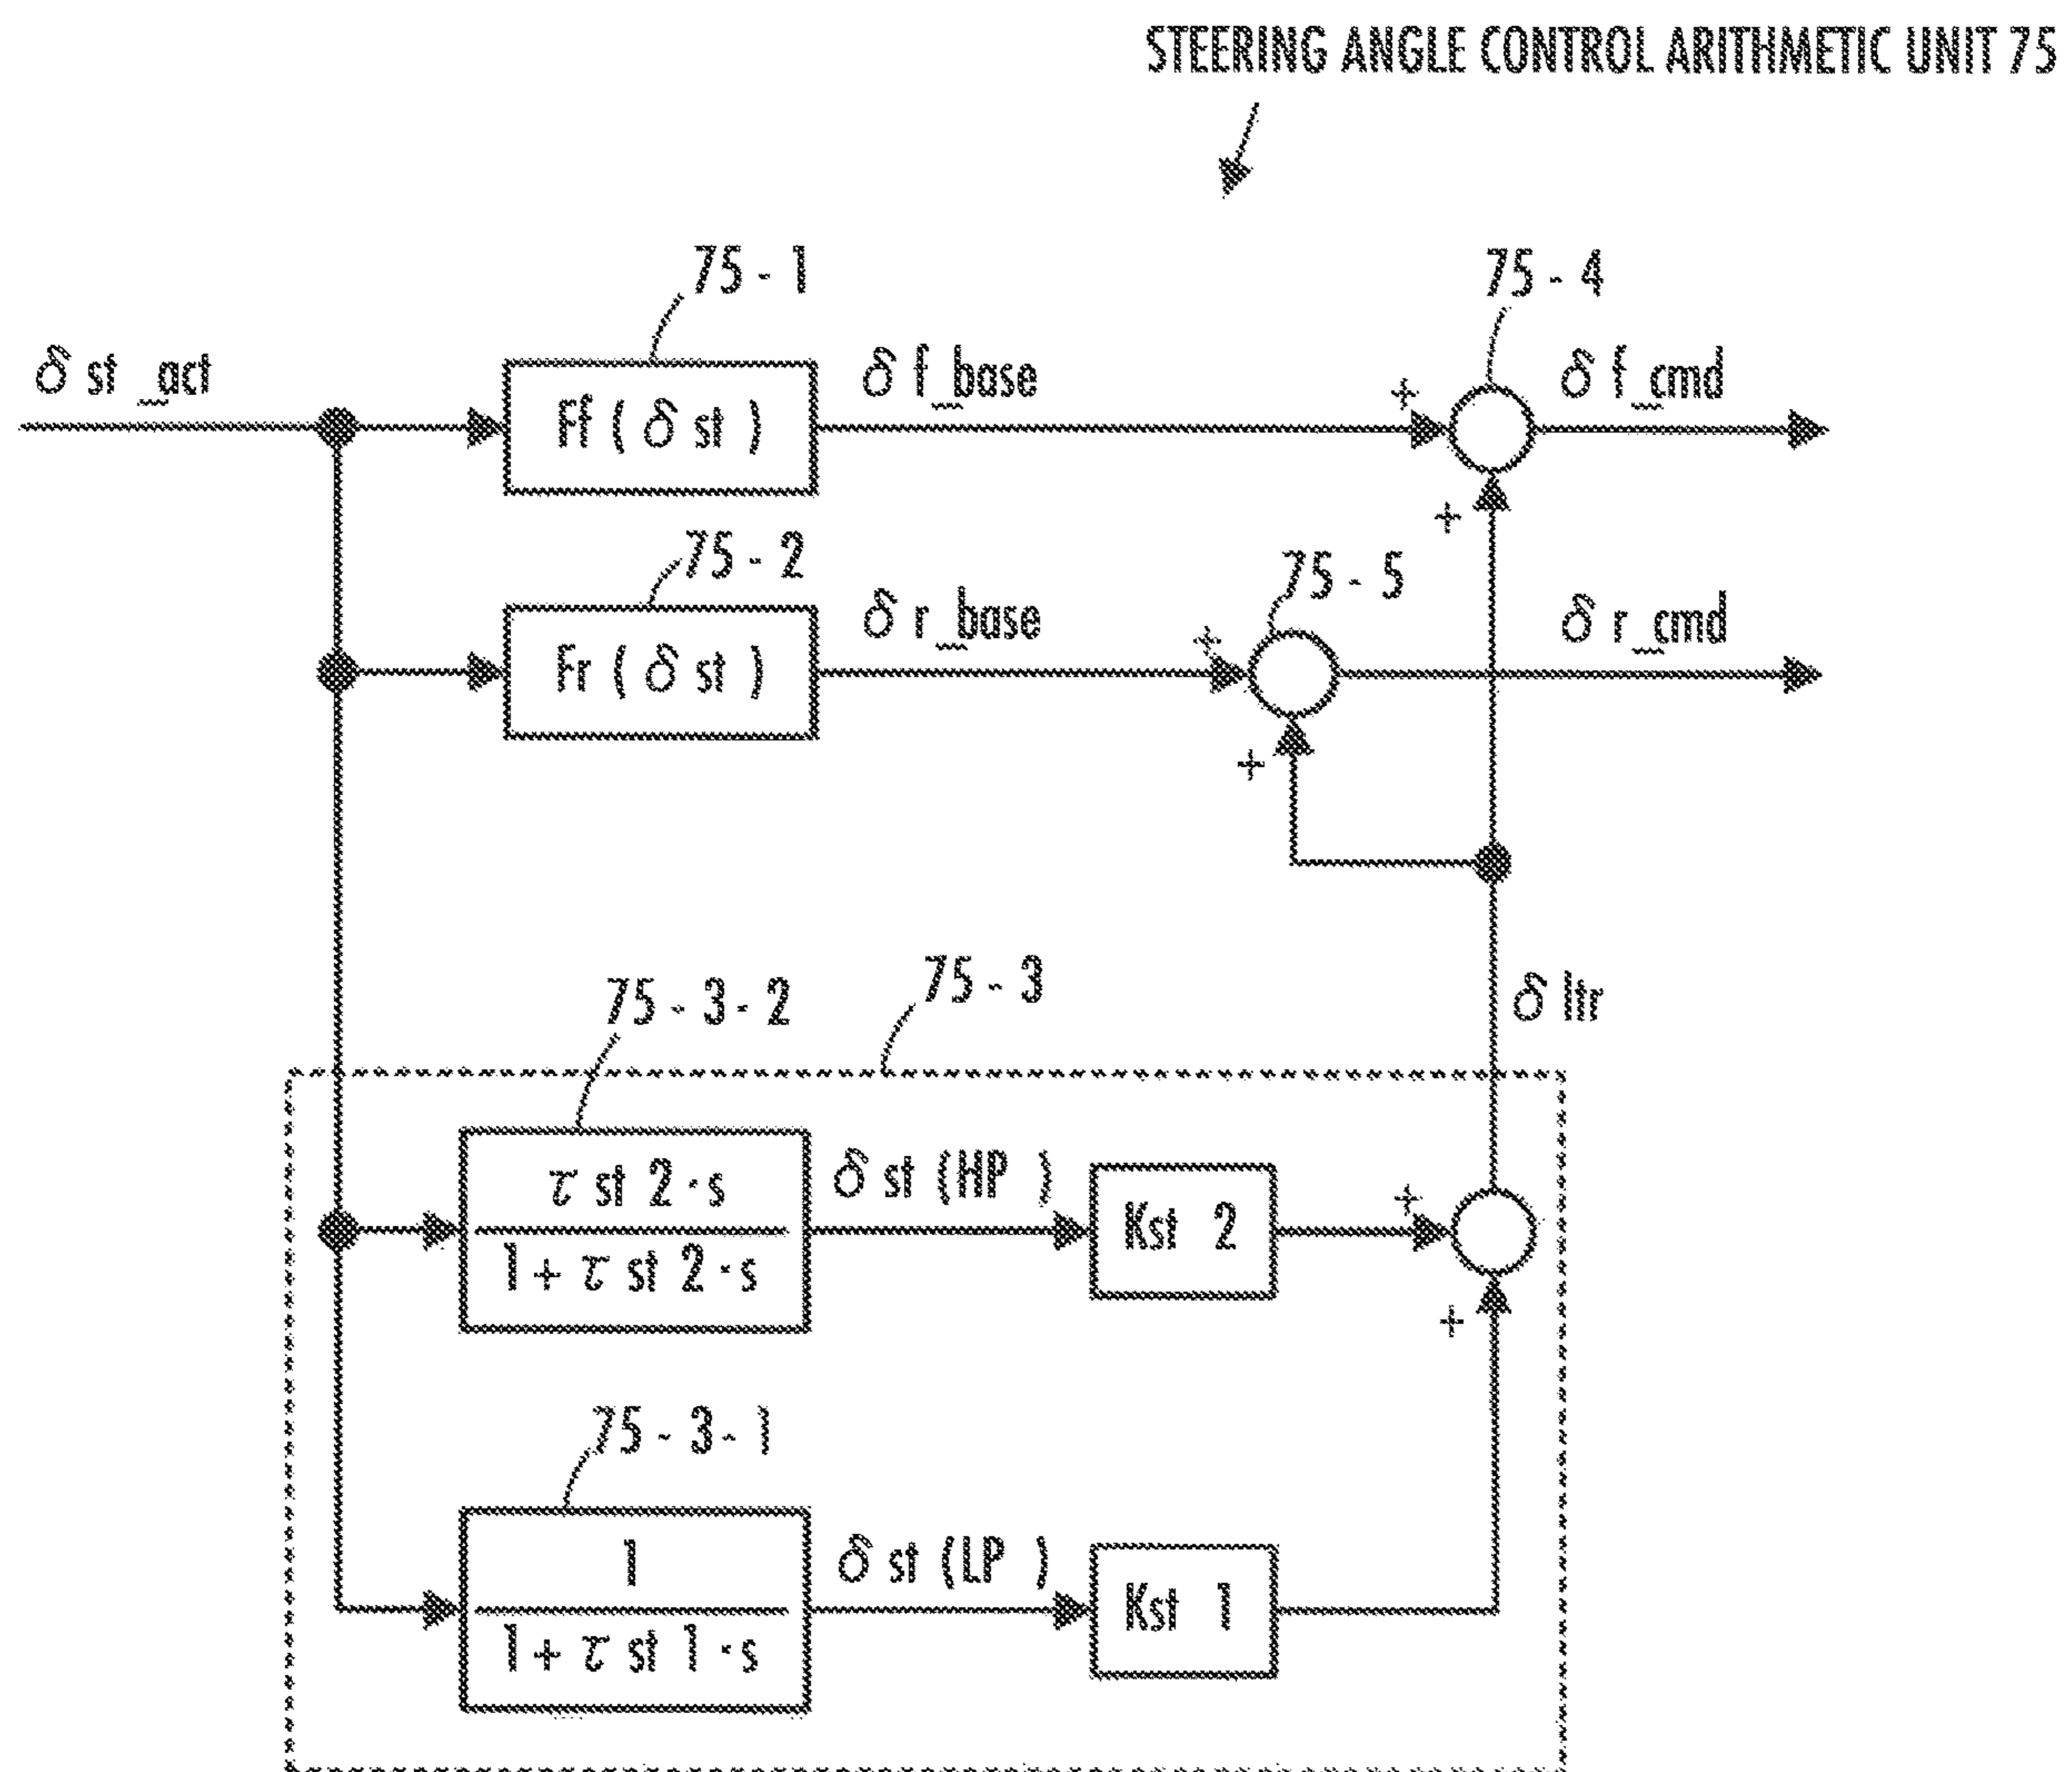 STEERING ANGLE CONTROL ARITHMETIC UNIT 75
75 - 1
75 - 4
δ st _act
Ff ( δ st )
δ f_base
+
δ f_cmd
+
75 - 2
75 - 5
Fr ( δ st )
δ r_base
+
δ r_cmd
+
75 - 3 - 2
75 - 3
δ ltr
τ st 2 · s
1 + τ st 2 · s
δ st (HP )
Kst 2
+
+
75 - 3 - 1
1
1 + τ st 1 · s
δ st (LP )
Kst 1